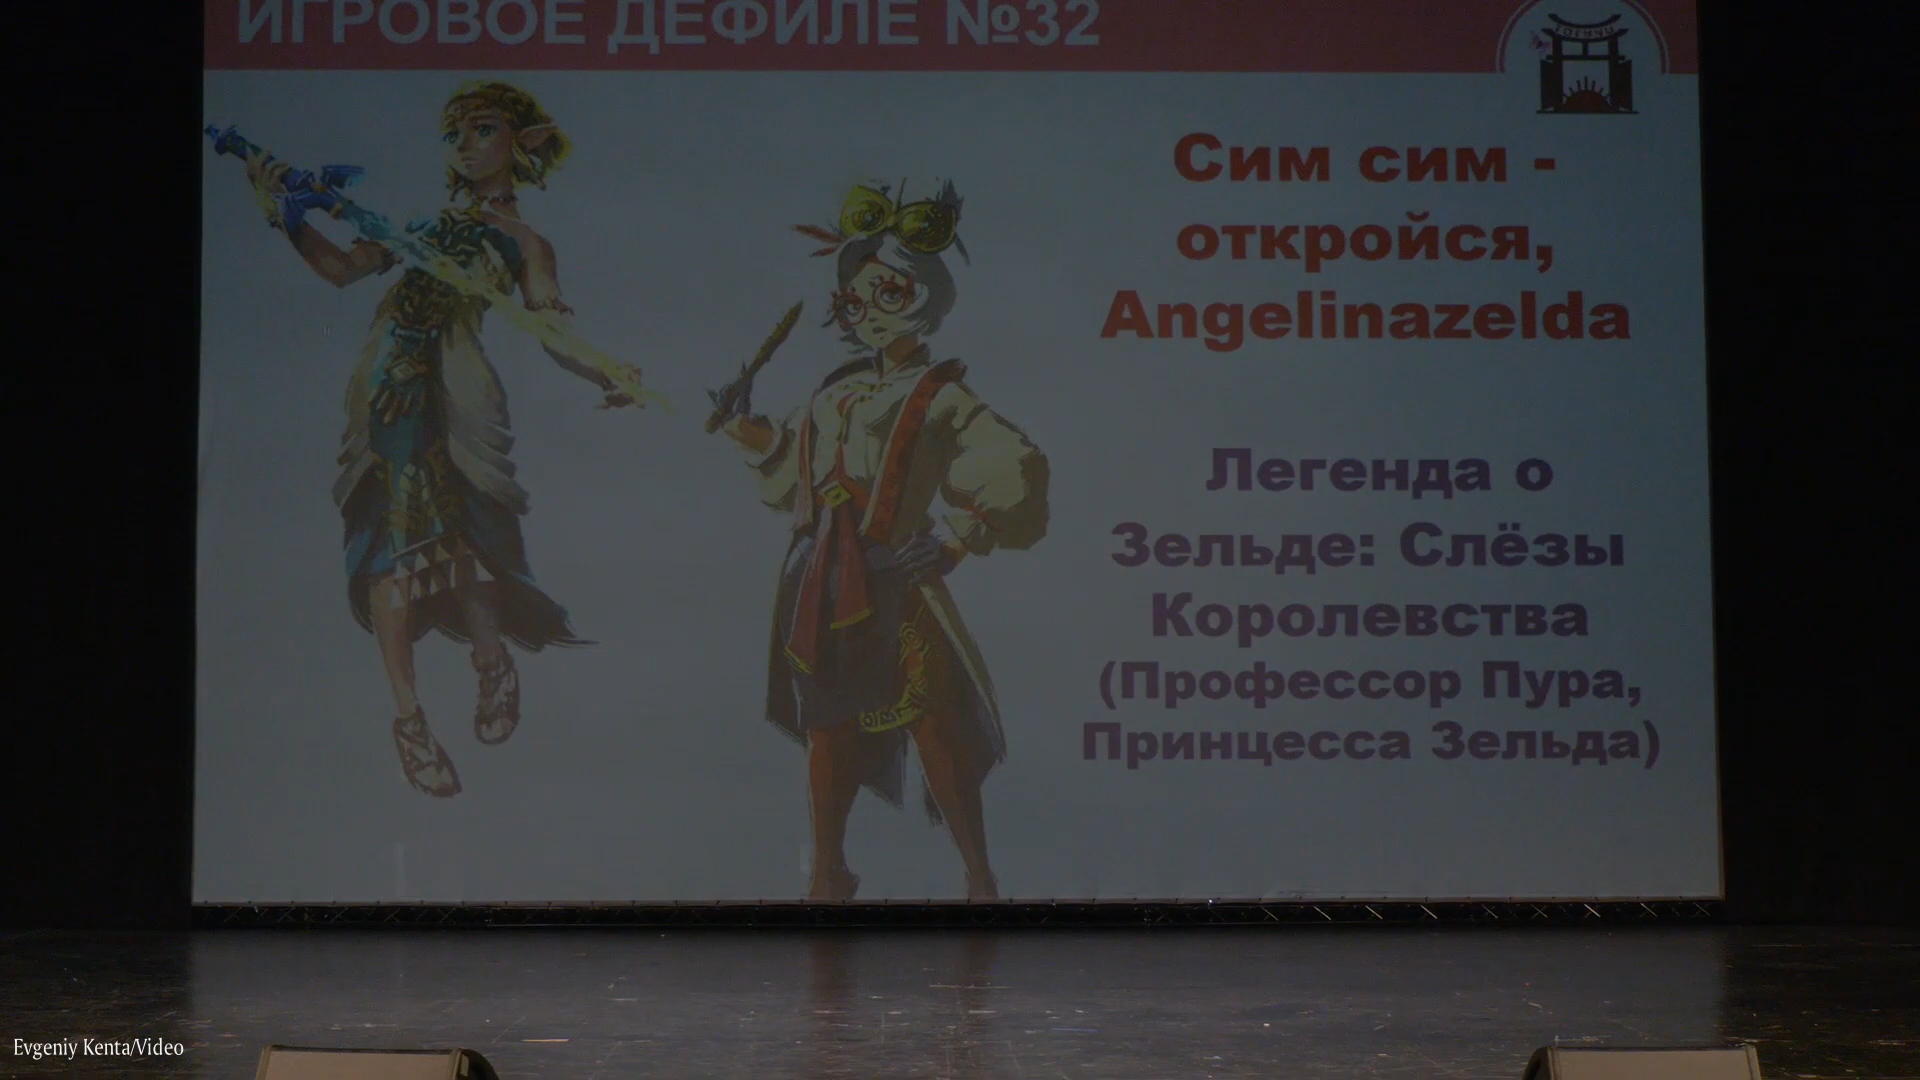 ИГРОВОЕ ДЕФИЛЕ №32
Сим сим -
откройся,
Angelinazelda
Легенда о
Зельде: Слёзы
Королевства
(Профессор Пура,
Принцесса Зельда)
Evgeniy Kenta/Video